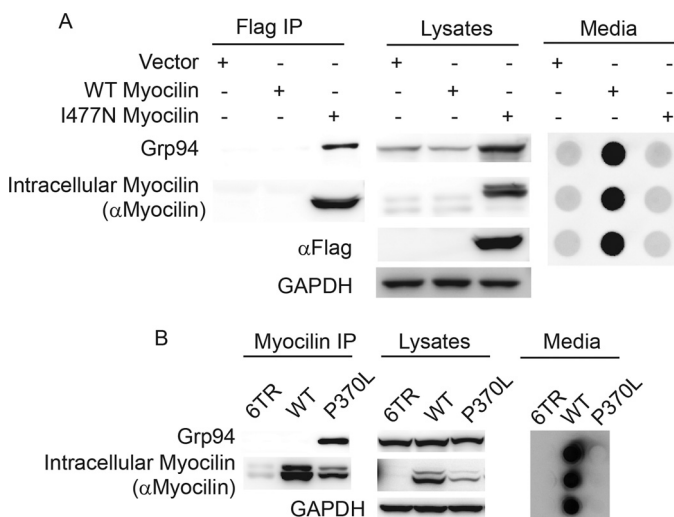 A
Flag IP Lysates Media
Vector + - - + - - + - -
WT Myocilin - + - - + - - + -
I477N Myocilin - - + - - + - - +
Grp94
Intracellular Myocilin
(αMyocilin)
αFlag
GAPDH
B
Myocilin IP Lysates Media
6TR WT P370L 6TR WT P370L 6TR WT P370L
Grp94
Intracellular Myocilin
(αMyocilin)
GAPDH